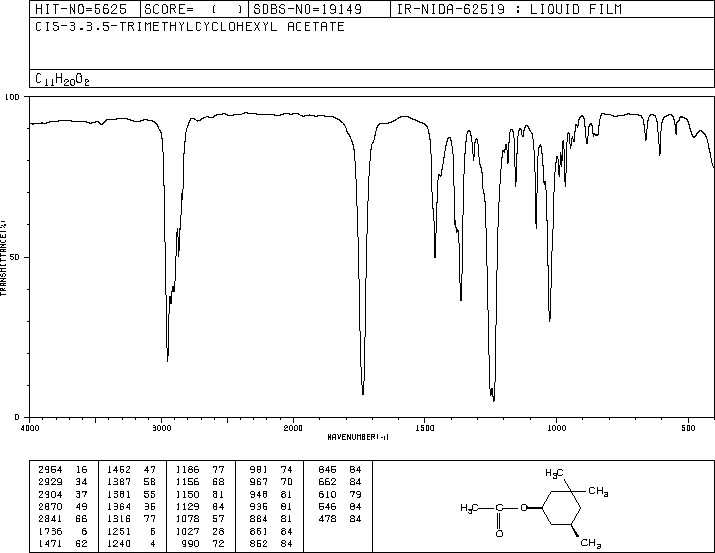 HIT-NO=5625 SCORE= ( ) SDBS-NO=19149 IR-NIDA-62519 : LIQUID FILM
CIS-3,3,5-TRIMETHYLCYCLOHEXYL ACETATE
C11H20O2
100
50
0
TRANSMITTANCE(%)
4000 3000 2000 1500 1000 500
WAVENUMBER(-1)
2954 16 1462 47 1186 77 981 74 646 84
2929 34 1387 58 1156 68 967 70 662 84
2904 37 1381 55 1150 81 948 81 610 79
2870 49 1364 36 1129 84 936 81 546 84
2841 66 1316 77 1078 57 884 81 478 84
1736 6 1251 6 1027 28 861 84
1471 62 1240 4 990 72 852 84
H3C
CH3
H3C C O
O
CH3